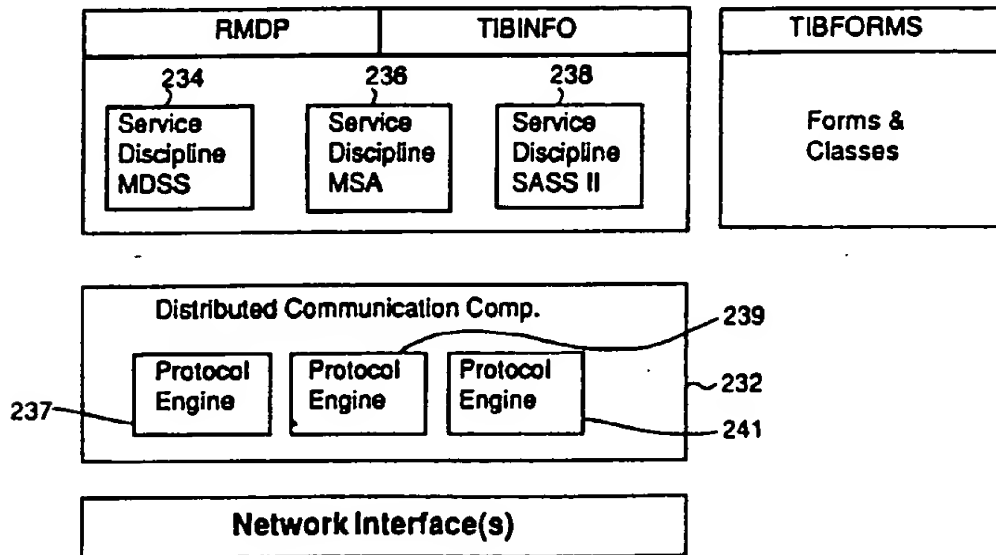 RMDP
TIBINFO
TIBFORMS
234
236
238
Service
Discipline
MDSS
Service
Discipline
MSA
Service
Discipline
SASS II
Forms &
Classes
Distributed Communication Comp.
239
Protocol
Engine
Protocol
Engine
Protocol
Engine
232
237
241
Network Interface(s)